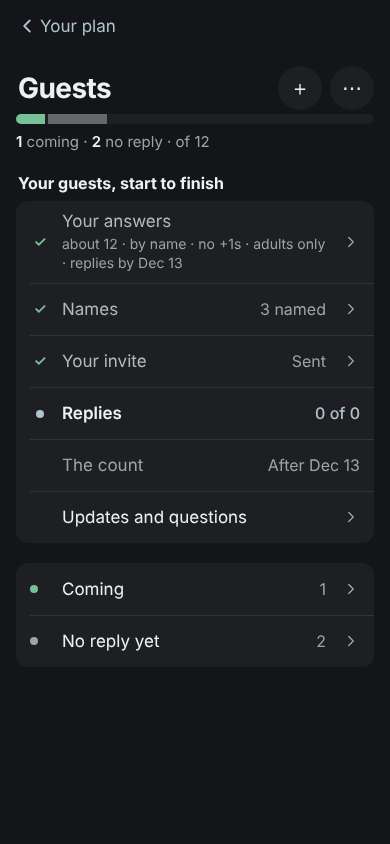 Your plan
Guests
1 coming · 2 no reply · of 12
Your guests, start to finish
Your answers
about 12 · by name · no +1s · adults only
· replies by Dec 13
Names 3 named
Your invite Sent
Replies 0 of 0
The count After Dec 13
Updates and questions
Coming 1
No reply yet 2